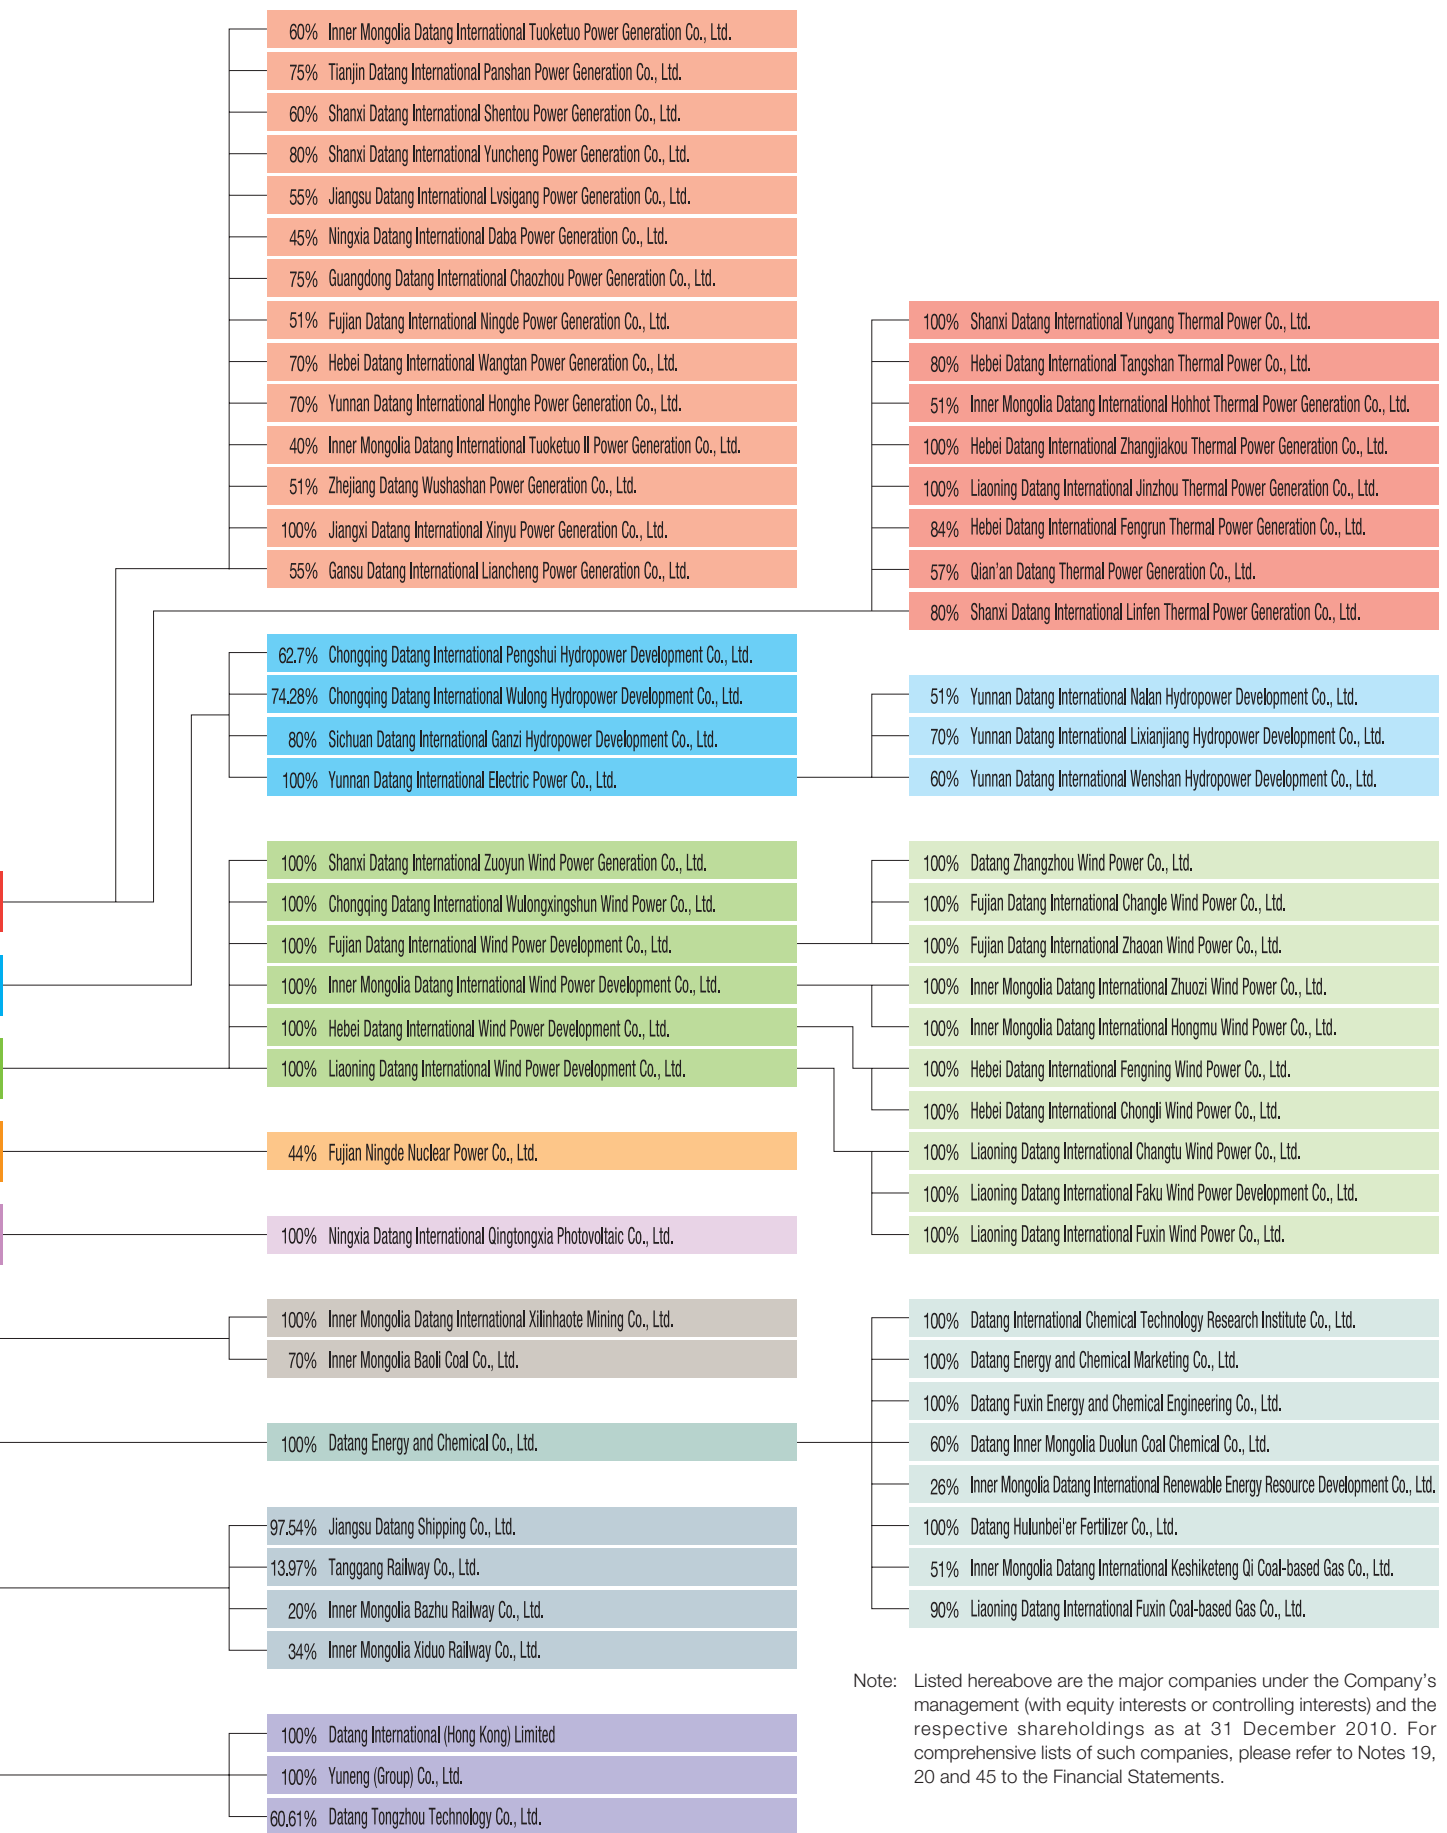 60% Inner Mongolia Datang International Tuoketuo Power Generation Co., Ltd.
75% Tianjin Datang International Panshan Power Generation Co., Ltd.
60% Shanxi Datang International Shentou Power Generation Co., Ltd.
80% Shanxi Datang International Yuncheng Power Generation Co., Ltd.
55% Jiangsu Datang International Lvsigang Power Generation Co., Ltd.
45% Ningxia Datang International Daba Power Generation Co., Ltd.
75% Guangdong Datang International Chaozhou Power Generation Co., Ltd.
51% Fujian Datang International Ningde Power Generation Co., Ltd.
70% Hebei Datang International Wangtan Power Generation Co., Ltd.
70% Yunnan Datang International Honghe Power Generation Co., Ltd.
40% Inner Mongolia Datang International Tuoketuo II Power Generation Co., Ltd.
51% Zhejiang Datang Wushashan Power Generation Co., Ltd.
100% Jiangxi Datang International Xinyu Power Generation Co., Ltd.
55% Gansu Datang International Liancheng Power Generation Co., Ltd.
100% Shanxi Datang International Yungang Thermal Power Co., Ltd.
80% Hebei Datang International Tangshan Thermal Power Co., Ltd.
51% Inner Mongolia Datang International Hohhot Thermal Power Generation Co., Ltd.
100% Hebei Datang International Zhangjiakou Thermal Power Generation Co., Ltd.
100% Liaoning Datang International Jinzhou Thermal Power Generation Co., Ltd.
84% Hebei Datang International Fengrun Thermal Power Generation Co., Ltd.
57% Qian'an Datang Thermal Power Generation Co., Ltd.
80% Shanxi Datang International Linfen Thermal Power Generation Co., Ltd.
62.7% Chongqing Datang International Pengshui Hydropower Development Co., Ltd.
74.28% Chongqing Datang International Wulong Hydropower Development Co., Ltd.
80% Sichuan Datang International Ganzi Hydropower Development Co., Ltd.
100% Yunnan Datang International Electric Power Co., Ltd.
51% Yunnan Datang International Nalan Hydropower Development Co., Ltd.
70% Yunnan Datang International Lixianjiang Hydropower Development Co., Ltd.
60% Yunnan Datang International Wenshan Hydropower Development Co., Ltd.
100% Shanxi Datang International Zuoyun Wind Power Generation Co., Ltd.
100% Chongqing Datang International Wulongxingshun Wind Power Co., Ltd.
100% Fujian Datang International Wind Power Development Co., Ltd.
100% Inner Mongolia Datang International Wind Power Development Co., Ltd.
100% Hebei Datang International Wind Power Development Co., Ltd.
100% Liaoning Datang International Wind Power Development Co., Ltd.
100% Datang Zhangzhou Wind Power Co., Ltd.
100% Fujian Datang International Changle Wind Power Co., Ltd.
100% Fujian Datang International Zhaoan Wind Power Co., Ltd.
100% Inner Mongolia Datang International Zhuozi Wind Power Co., Ltd.
100% Inner Mongolia Datang International Hongmu Wind Power Co., Ltd.
100% Hebei Datang International Fengning Wind Power Co., Ltd.
100% Hebei Datang International Chongli Wind Power Co., Ltd.
100% Liaoning Datang International Changtu Wind Power Co., Ltd.
100% Liaoning Datang International Faku Wind Power Development Co., Ltd.
100% Liaoning Datang International Fuxin Wind Power Co., Ltd.
44% Fujian Ningde Nuclear Power Co., Ltd.
100% Ningxia Datang International Qingtongxia Photovoltaic Co., Ltd.
100% Inner Mongolia Datang International Xilinhaote Mining Co., Ltd.
70% Inner Mongolia Baoli Coal Co., Ltd.
100% Datang Energy and Chemical Co., Ltd.
100% Datang International Chemical Technology Research Institute Co., Ltd.
100% Datang Energy and Chemical Marketing Co., Ltd.
100% Datang Fuxin Energy and Chemical Engineering Co., Ltd.
60% Datang Inner Mongolia Duolun Coal Chemical Co., Ltd.
26% Inner Mongolia Datang International Renewable Energy Resource Development Co., Ltd.
100% Datang Hulunbei'er Fertilizer Co., Ltd.
51% Inner Mongolia Datang International Keshiketeng Qi Coal-based Gas Co., Ltd.
90% Liaoning Datang International Fuxin Coal-based Gas Co., Ltd.
97.54% Jiangsu Datang Shipping Co., Ltd.
13.97% Tanggang Railway Co., Ltd.
20% Inner Mongolia Bazhu Railway Co., Ltd.
34% Inner Mongolia Xiduo Railway Co., Ltd.
100% Datang International (Hong Kong) Limited
100% Yuneng (Group) Co., Ltd.
60.61% Datang Tongzhou Technology Co., Ltd.
Note: Listed hereabove are the major companies under the Company's
management (with equity interests or controlling interests) and the
respective shareholdings as at 31 December 2010. For
comprehensive lists of such companies, please refer to Notes 19,
20 and 45 to the Financial Statements.